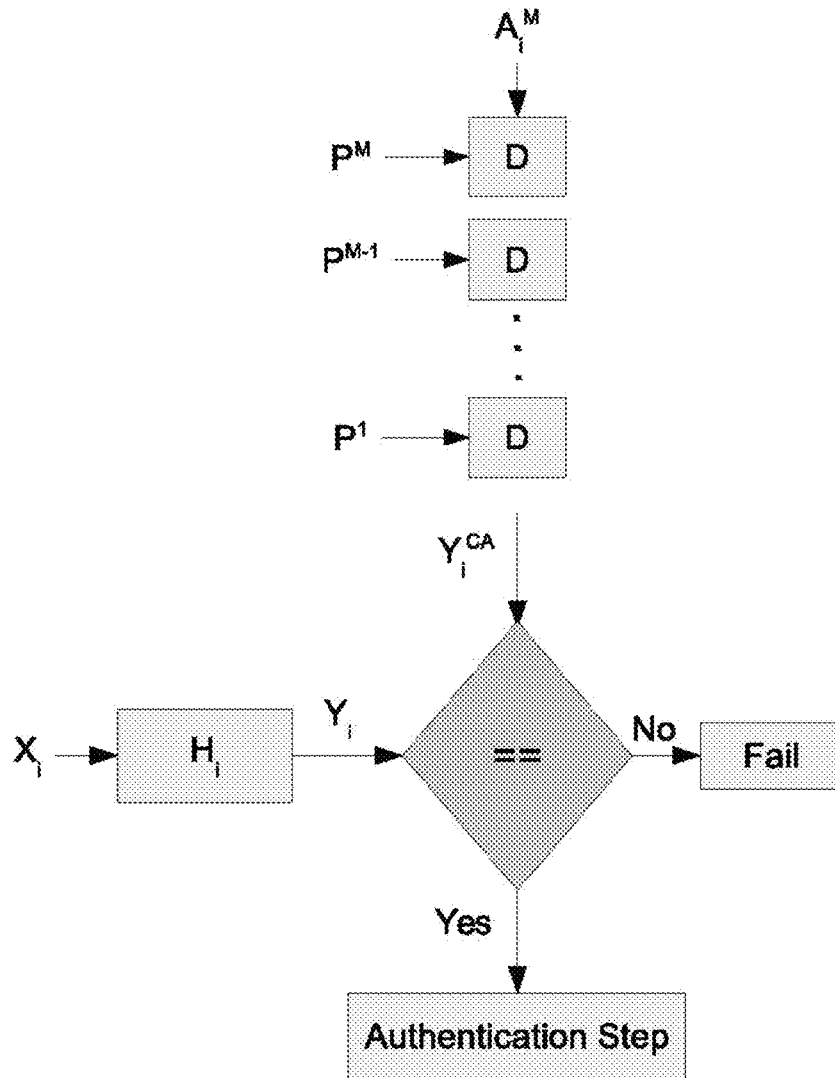 A_i^M
P^M
D
P^{M-1}
D
P^1
D
Y_i^{CA}
X_i
H_i
Y_i
==
No
Fail
Yes
Authentication Step